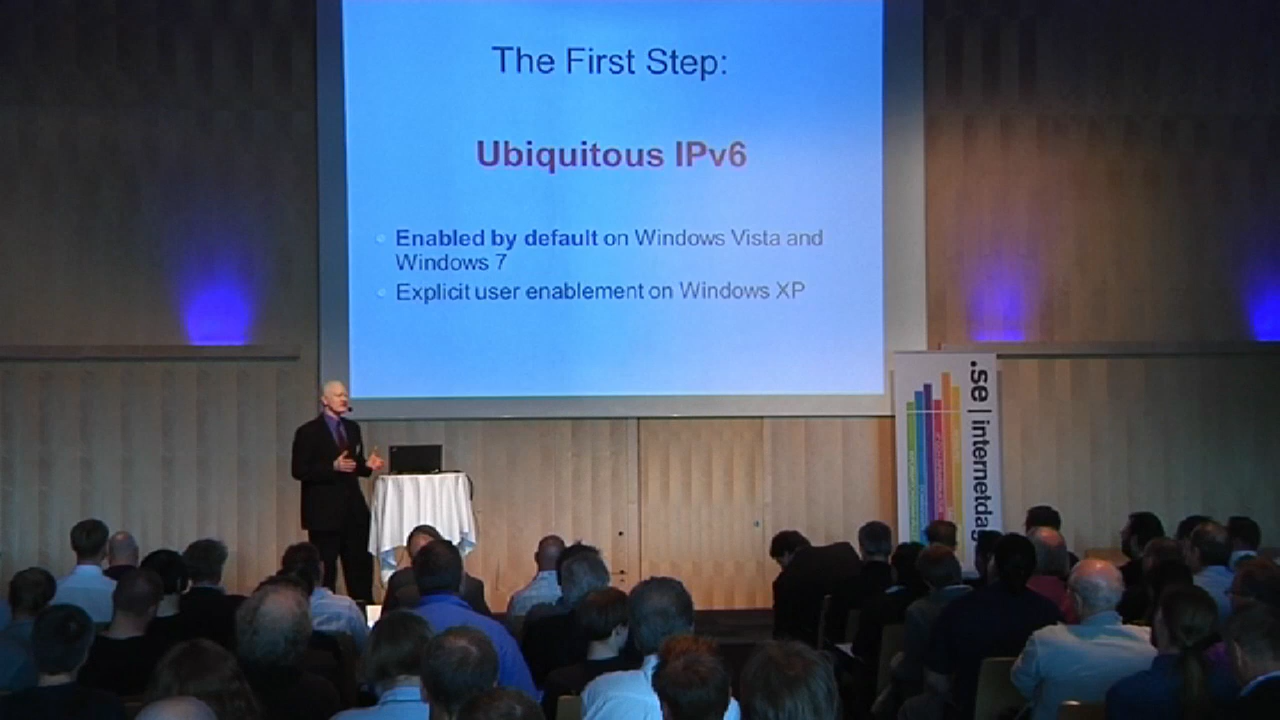 The First Step:
Ubiquitous IPv6
Enabled by default on Windows Vista and
Windows 7
Explicit user enablement on Windows XP
.se | internetdag